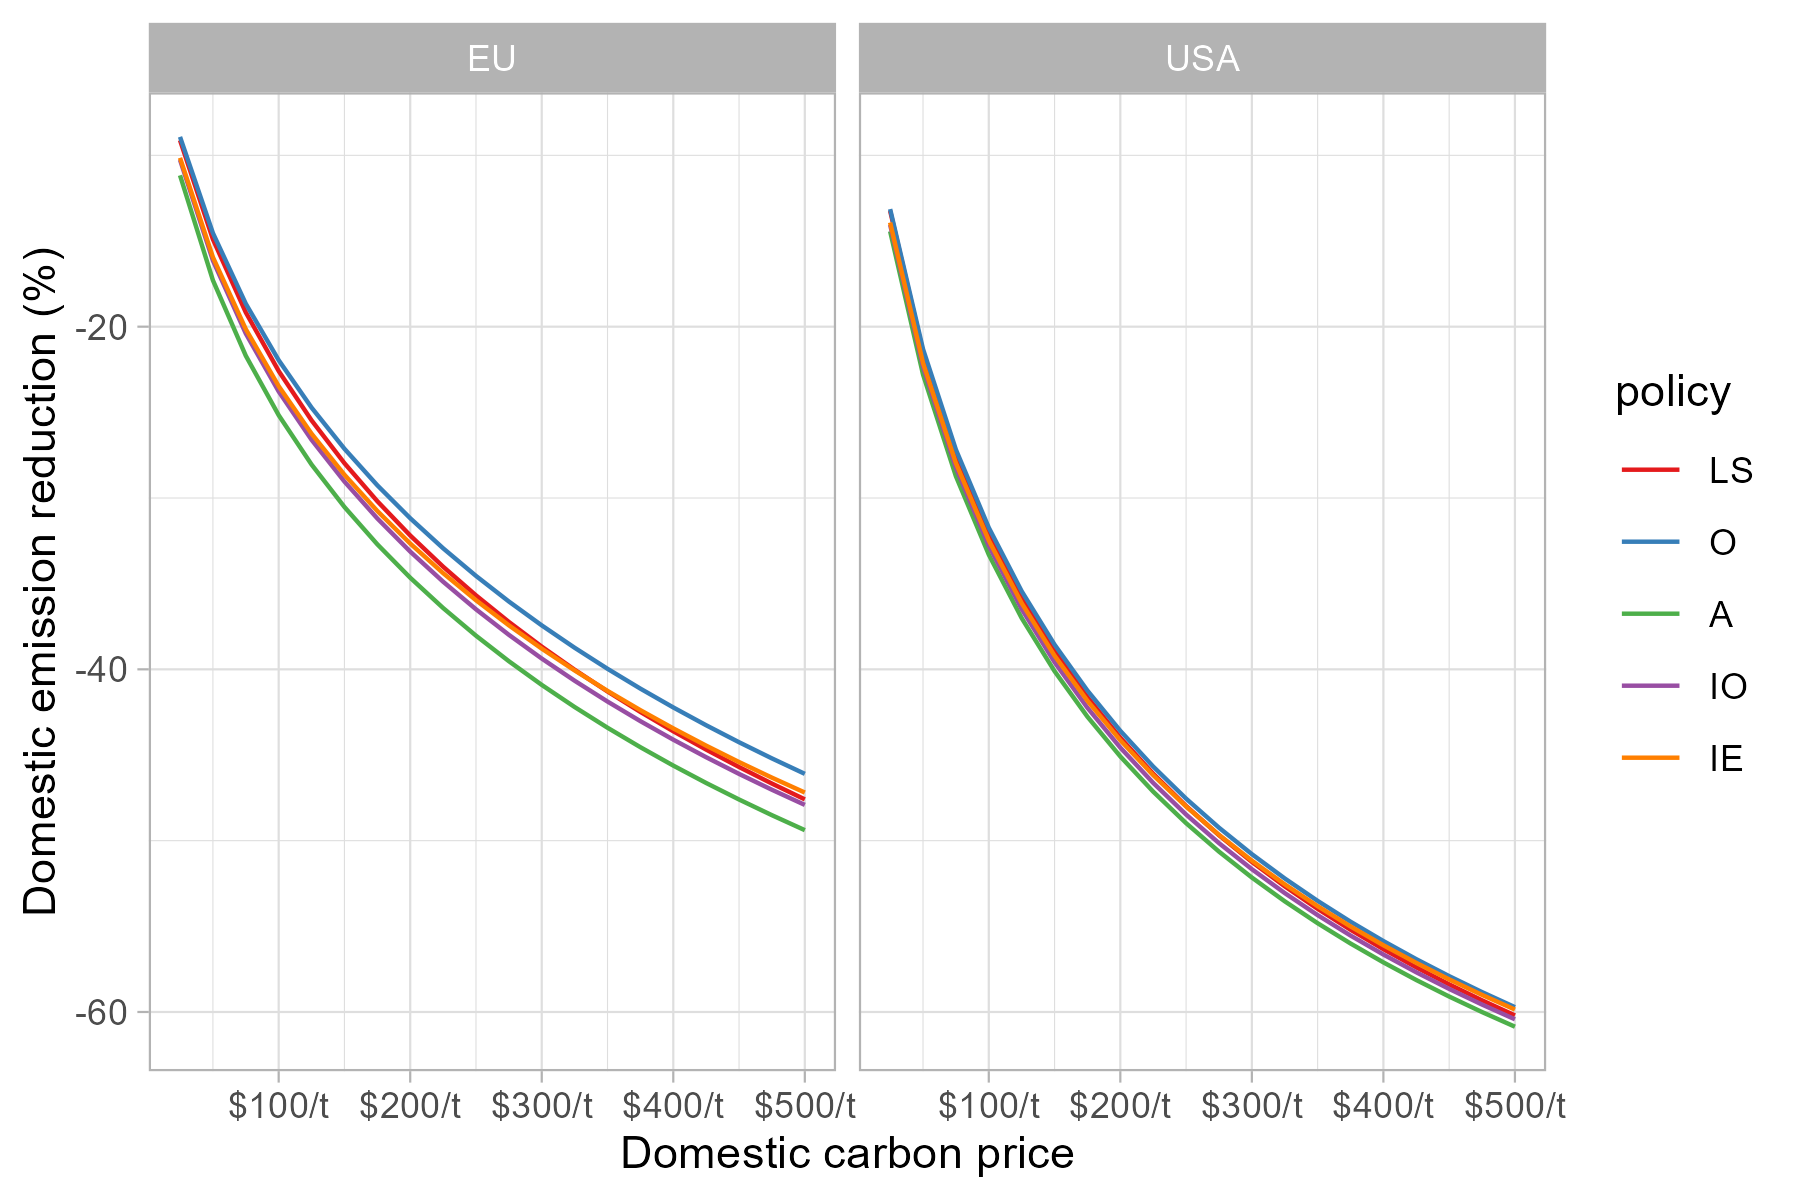 EU
USA
Domestic emission reduction (%)
-20
-40
-60
$100/t $200/t $300/t $400/t $500/t
$100/t $200/t $300/t $400/t $500/t
Domestic carbon price
policy
LS
O
A
IO
IE